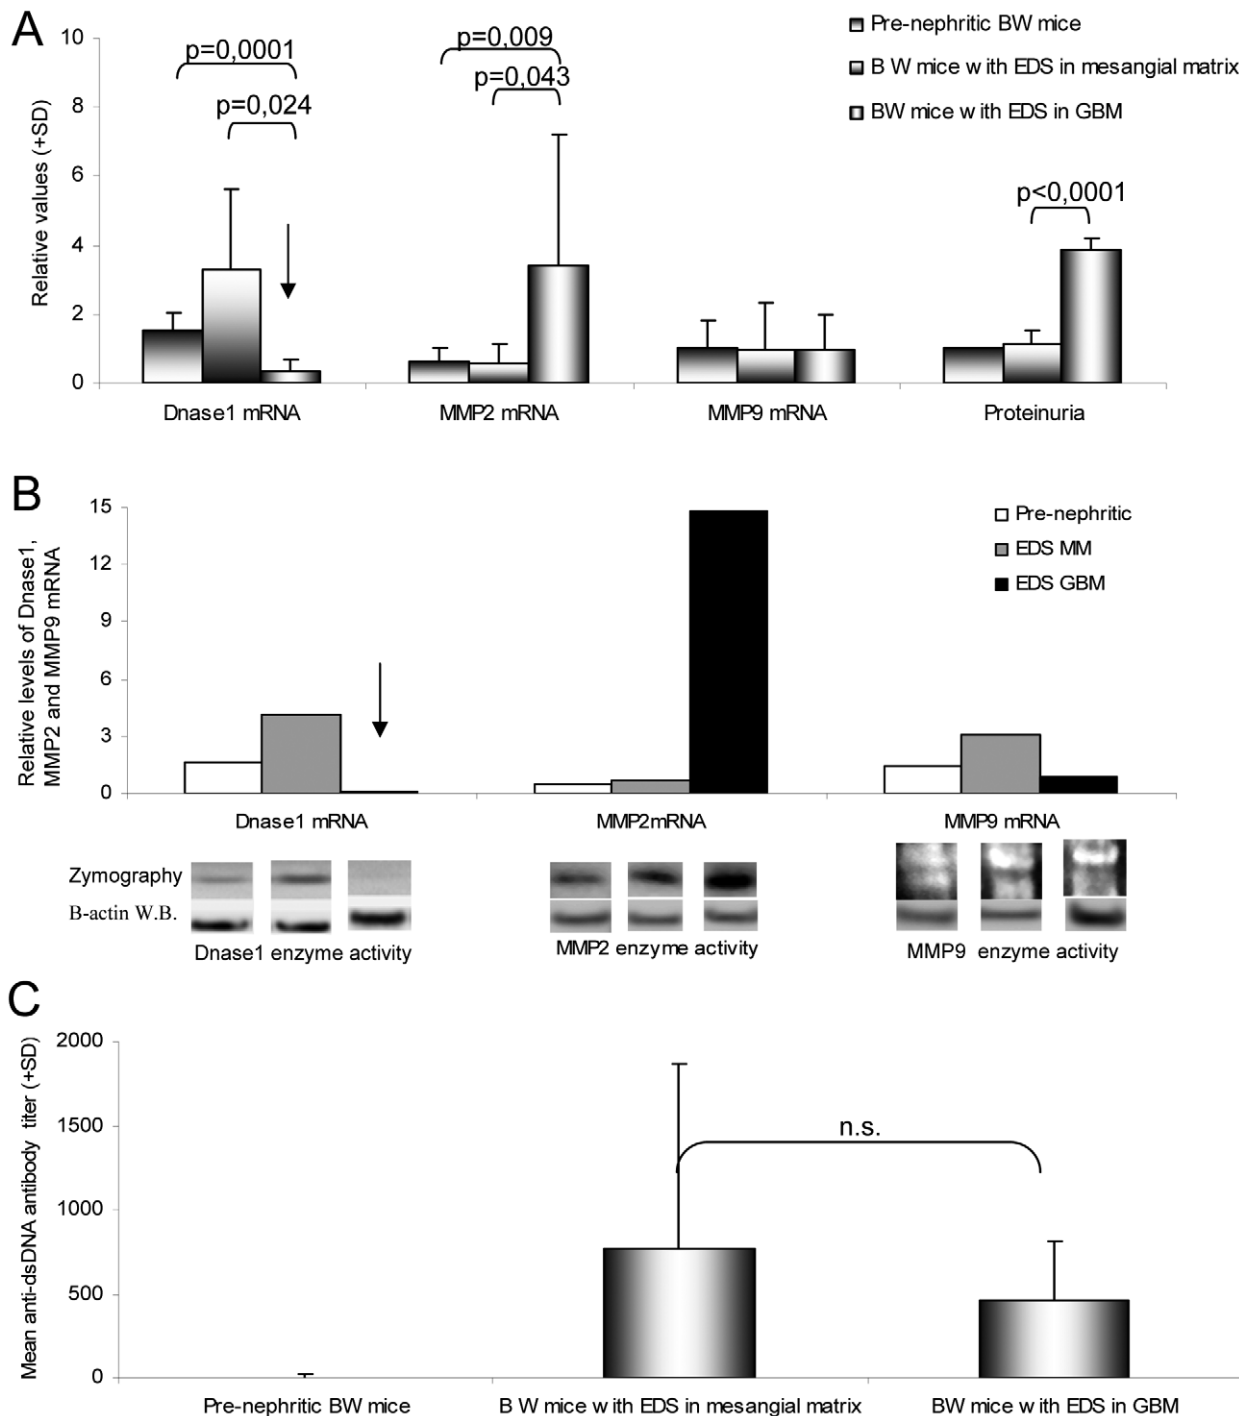 A
Pre-nephritic BW mice
B W mice with EDS in mesangial matrix
BW mice with EDS in GBM
Relative values (+SD)
10
8
6
4
2
0
p=0,0001
p=0,024
p=0,009
p=0,043
p<0,0001
Dnase1 mRNA
MMP2 mRNA
MMP9 mRNA
Proteinuria
B
Relative levels of Dnase1,
MMP2 and MMP9 mRNA
15
12
9
6
3
0
Pre-nephritic
EDS MM
EDS GBM
Dnase1 mRNA
MMP2mRNA
MMP9 mRNA
Zymography
B-actin W.B.
Dnase1 enzyme activity
MMP2 enzyme activity
MMP9 enzyme activity
C
Mean anti-dsDNA antibody titer (+SD)
2000
1500
1000
500
0
n.s.
Pre-nephritic BW mice
B W mice with EDS in mesangial matrix
BW mice with EDS in GBM